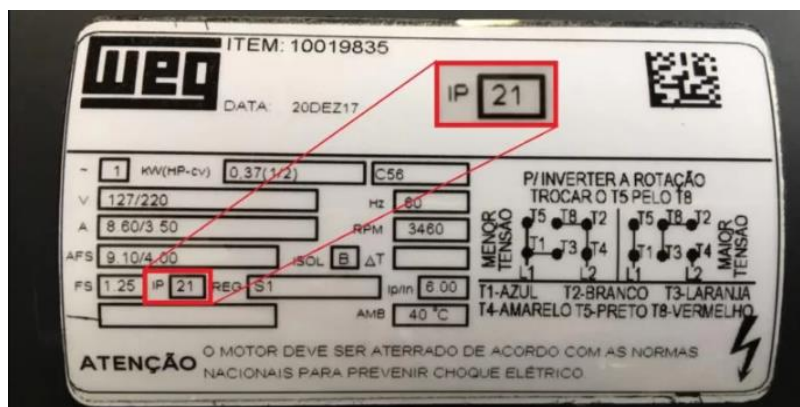 WEG
ITEM: 10019835
DATA: 20DEZ17
IP 21
~ 1 KW(HP-cv) 0,37(1/2) C56
V 127/220 Hz 60
A 8.60/3.50 RPM 3460
AFS 9.10/4.00 ISOL B ΔT
FS 1.25 IP 21 REG S1 Ip/In 6.00
AMB 40 °C
P/ INVERTER A ROTAÇÃO
TROCAR O T5 PELO T8
MENOR TENSÃO
T5 T8 T2
T1 T3 T4
L1 L2
T5 T8 T2
T1 T3 T4
L1 L2
MAIOR TENSÃO
T1-AZUL T2-BRANCO T3-LARANJA
T4-AMARELO T5-PRETO T8-VERMELHO
ATENÇÃO O MOTOR DEVE SER ATERRADO DE ACORDO COM AS NORMAS
NACIONAIS PARA PREVENIR CHOQUE ELÉTRICO